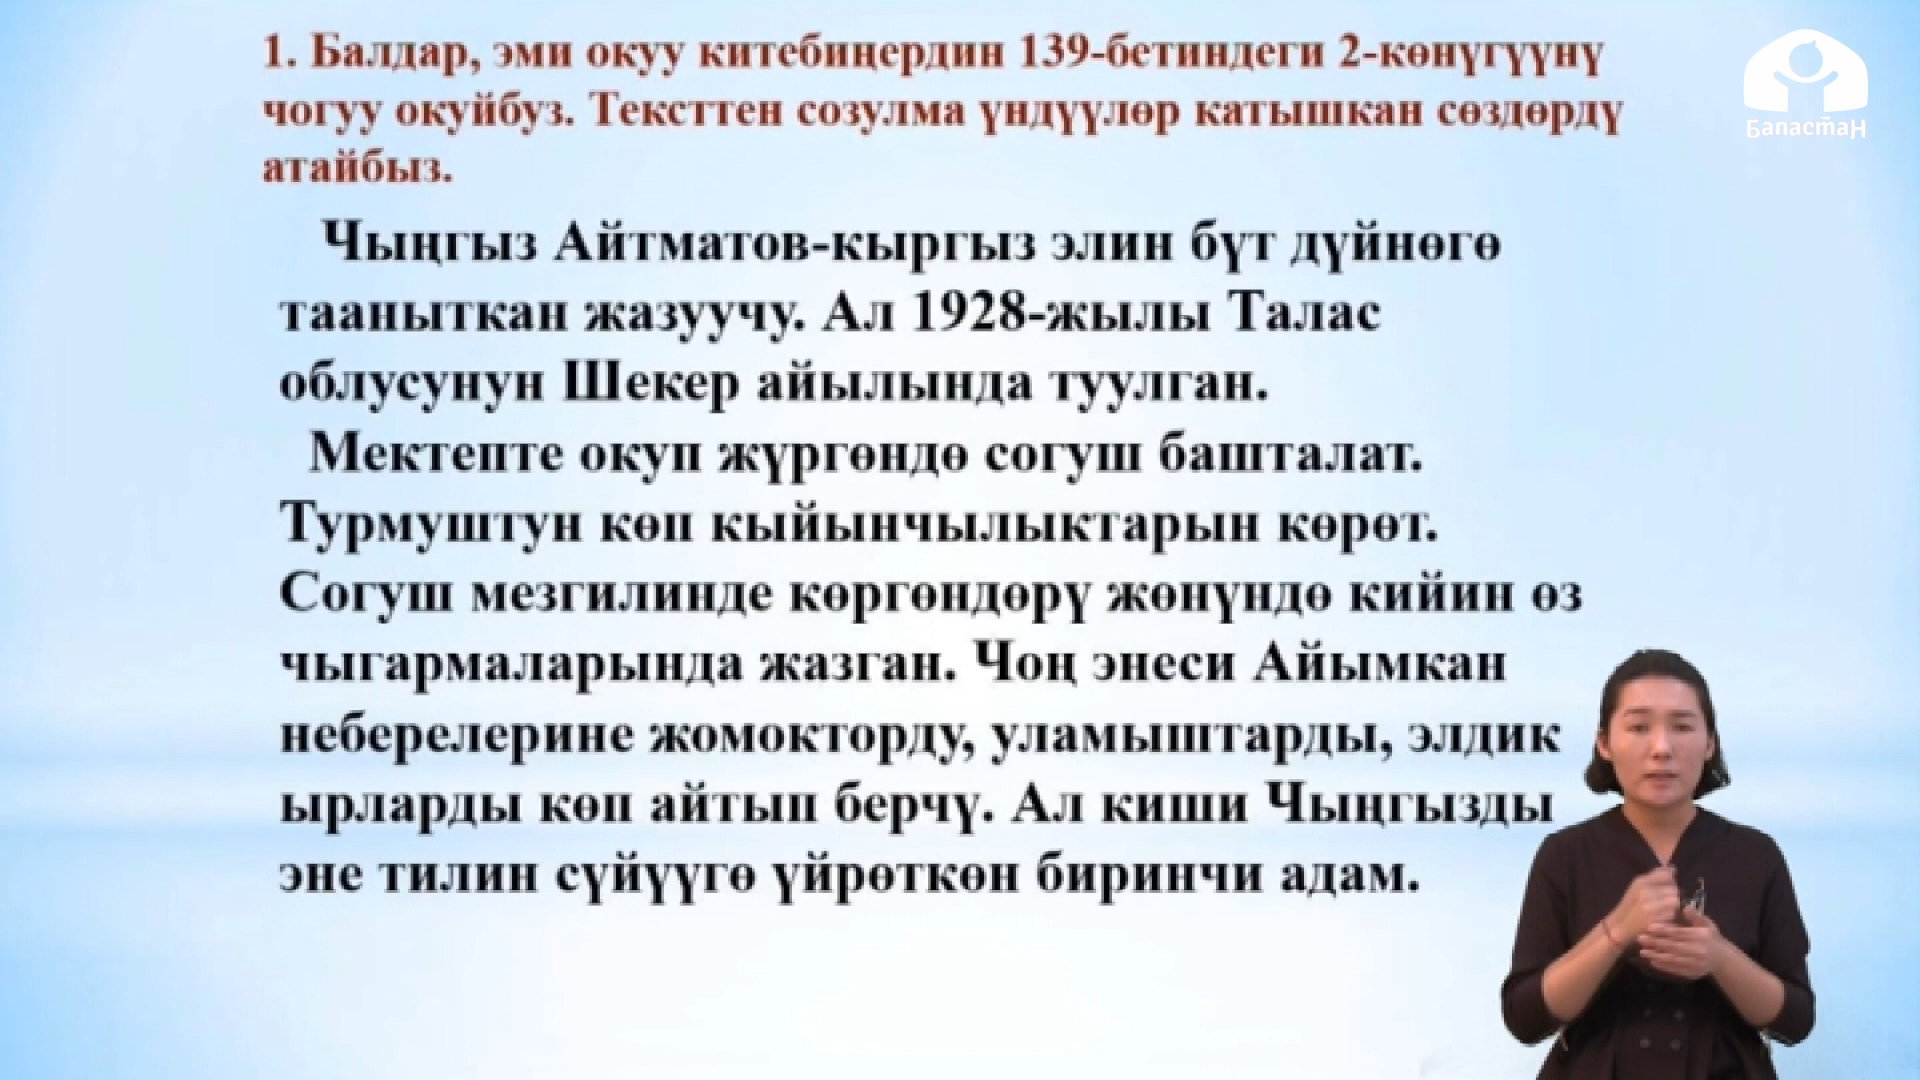 1. Балдар, эми окуу китебиңердин 139-бетиндеги 2-көнүгүүнү
чогуу окуйбуз. Тексттен созулма үндүүлөр катышкан сөздөрдү
атайбыз.
Баластан
Чыңгыз Айтматов-кыргыз элин бүт дүйнөгө
тааныткан жазуучу. Ал 1928-жылы Талас
облусунун Шекер айылында туулган.
Мектепте окуп жүргөндө согуш башталат.
Турмуштун көп кыйынчылыктарын көрөт.
Согуш мезгилинде көргөндөрү жөнүндө кийин өз
чыгармаларында жазган. Чоң энеси Айымкан
неберелерине жомокторду, уламыштарды, элдик
ырларды көп айтып берчү. Ал киши Чыңгызды
эне тилин сүйүүгө үйрөткөн биринчи адам.